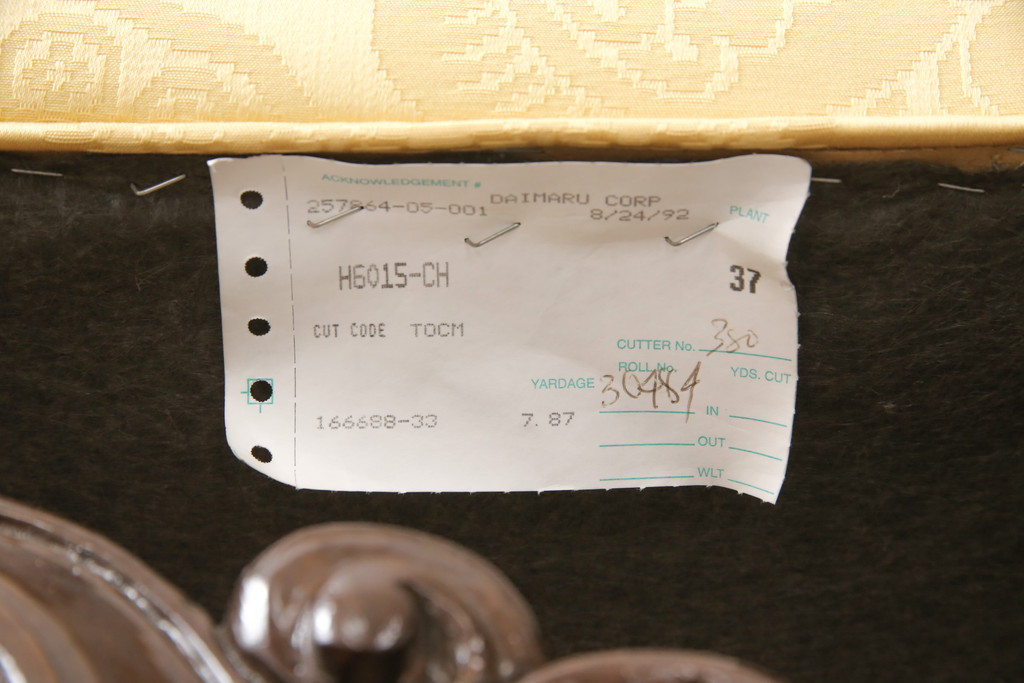 ACKNOWLEDGEMENT #
257864-05-001 DAIMARU CORP
8/24/92 PLANT
H6015-CH 37
CUT CODE TOCM
CUTTER No. 380
ROLL No. 30484 YDS. CUT
YARDAGE IN
166688-33 7.87
OUT
WLT